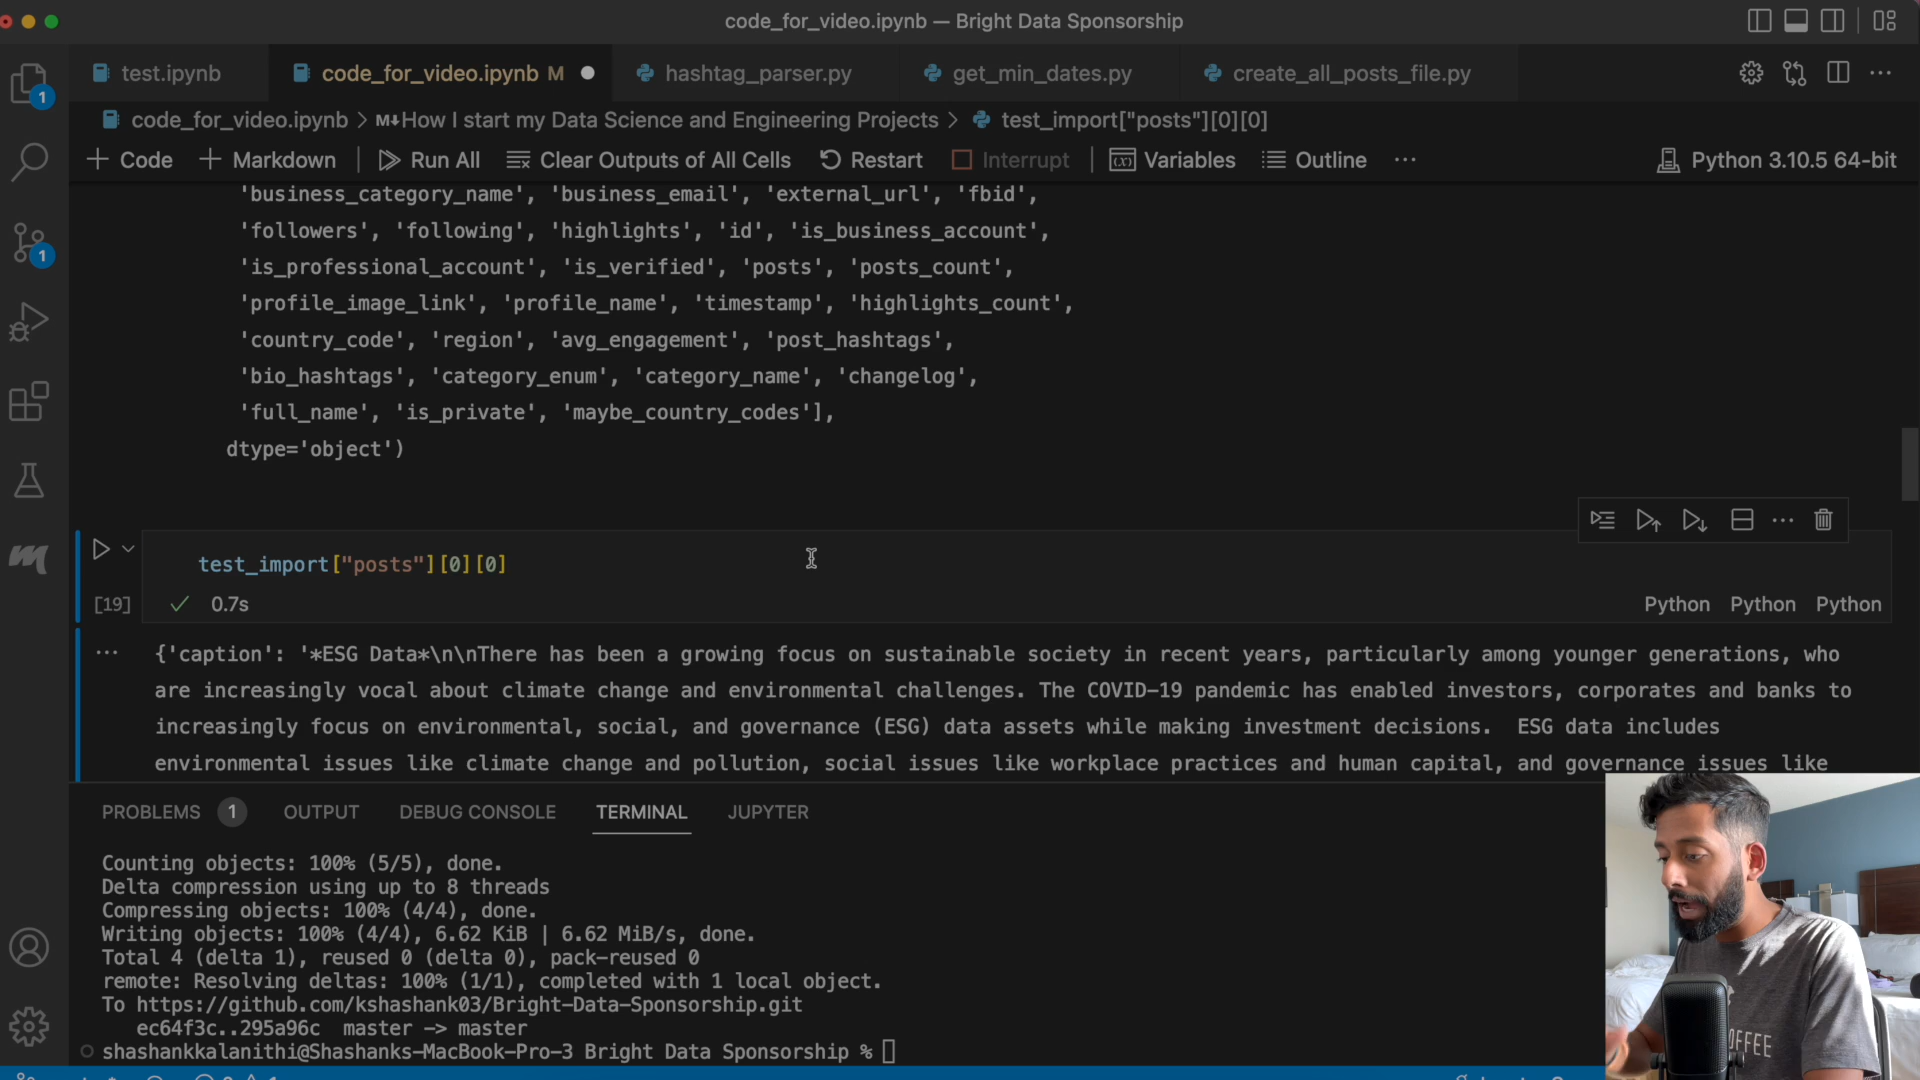 code_for_video.ipynb — Bright Data Sponsorship
test.ipynb
code_for_video.ipynb M
hashtag_parser.py
get_min_dates.py
create_all_posts_file.py
1
code_for_video.ipynb > M↓How I start my Data Science and Engineering Projects > test_import["posts"][0][0]
+ Code + Markdown | Run All Clear Outputs of All Cells Restart Interrupt | Variables Outline ··· Python 3.10.5 64-bit
'business_category_name', 'business_email', 'external_url', 'fbid',
'followers', 'following', 'highlights', 'id', 'is_business_account',
1
'is_professional_account', 'is_verified', 'posts', 'posts_count',
'profile_image_link', 'profile_name', 'timestamp', 'highlights_count',
'country_code', 'region', 'avg_engagement', 'post_hashtags',
'bio_hashtags', 'category_enum', 'category_name', 'changelog',
'full_name', 'is_private', 'maybe_country_codes'],
dtype='object')
test_import["posts"][0][0]
[19] ✓ 0.7s Python Python Python
··· {'caption': '*ESG Data*\n\nThere has been a growing focus on sustainable society in recent years, particularly among younger generations, who
are increasingly vocal about climate change and environmental challenges. The COVID-19 pandemic has enabled investors, corporates and banks to
increasingly focus on environmental, social, and governance (ESG) data assets while making investment decisions.  ESG data includes
environmental issues like climate change and pollution, social issues like workplace practices and human capital, and governance issues like
PROBLEMS 1 OUTPUT DEBUG CONSOLE TERMINAL JUPYTER
Counting objects: 100% (5/5), done.
Delta compression using up to 8 threads
Compressing objects: 100% (4/4), done.
Writing objects: 100% (4/4), 6.62 KiB | 6.62 MiB/s, done.
Total 4 (delta 1), reused 0 (delta 0), pack-reused 0
remote: Resolving deltas: 100% (1/1), completed with 1 local object.
To https://github.com/kshashank03/Bright-Data-Sponsorship.git
ec64f3c..295a96c  master -> master
shashankkalanithi@Shashanks-MacBook-Pro-3 Bright Data Sponsorship %